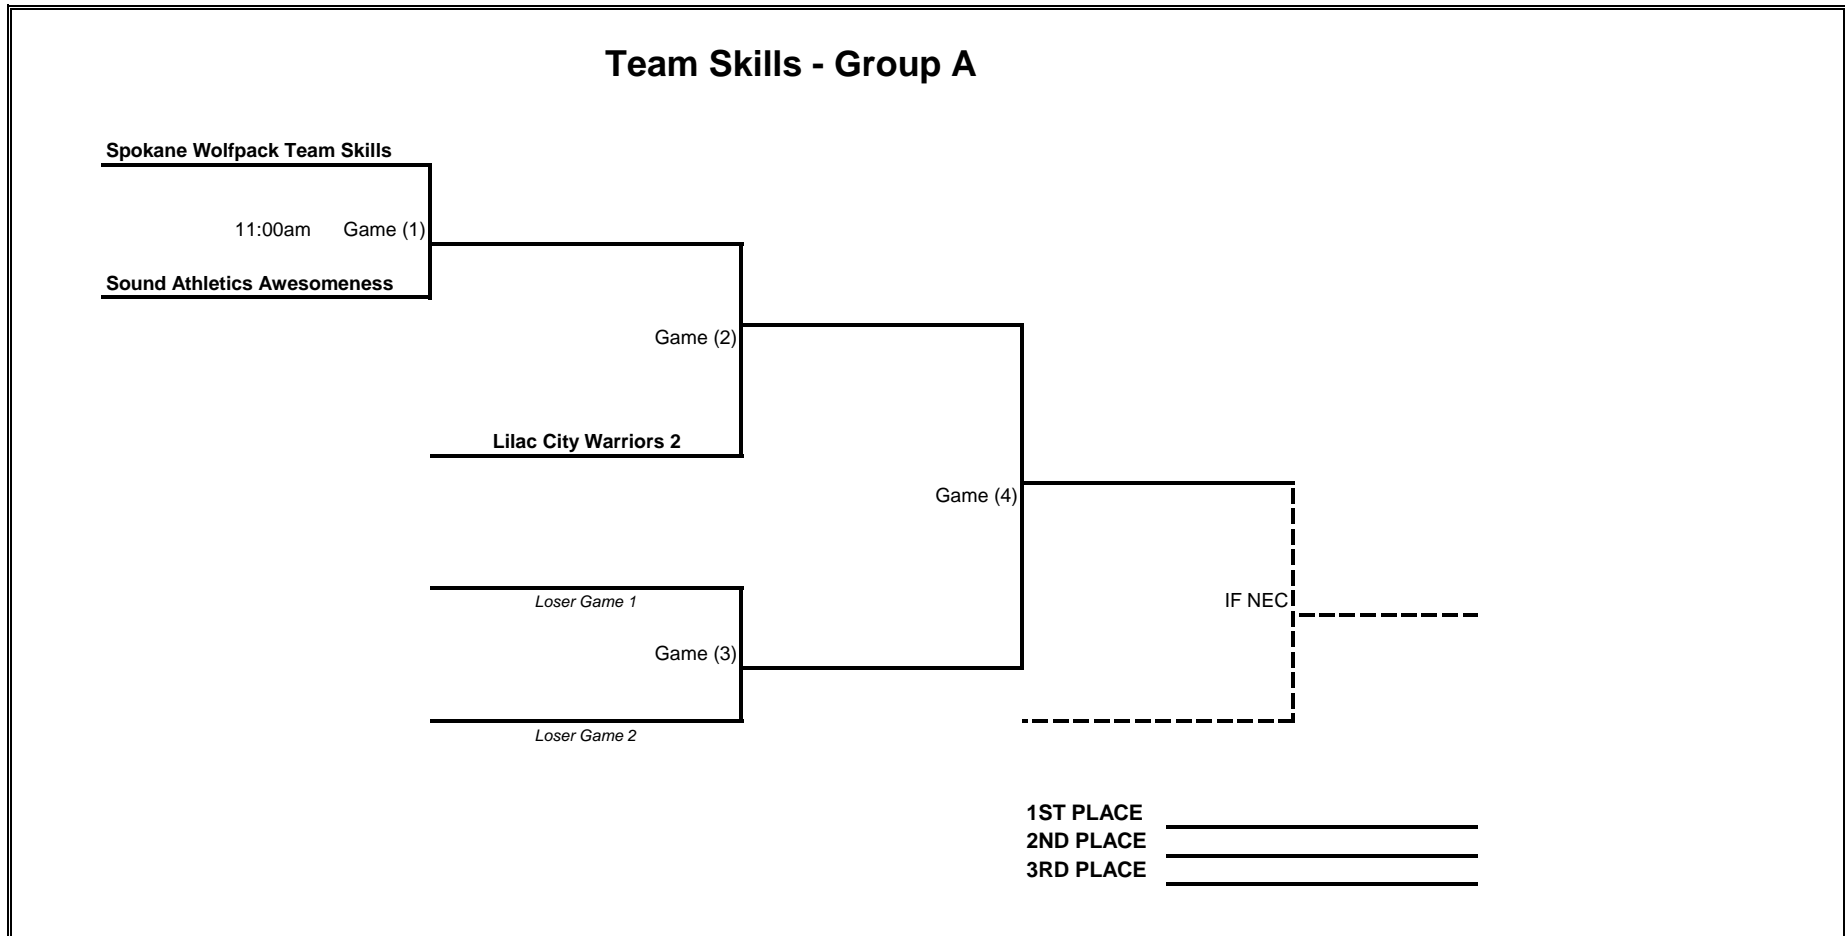 Team Skills - Group A
Spokane Wolfpack Team Skills
11:00am Game (1)
Sound Athletics Awesomeness
Game (2)
Lilac City Warriors 2
Game (4)
Loser Game 1
IF NEC
Game (3)
Loser Game 2
1ST PLACE
2ND PLACE
3RD PLACE